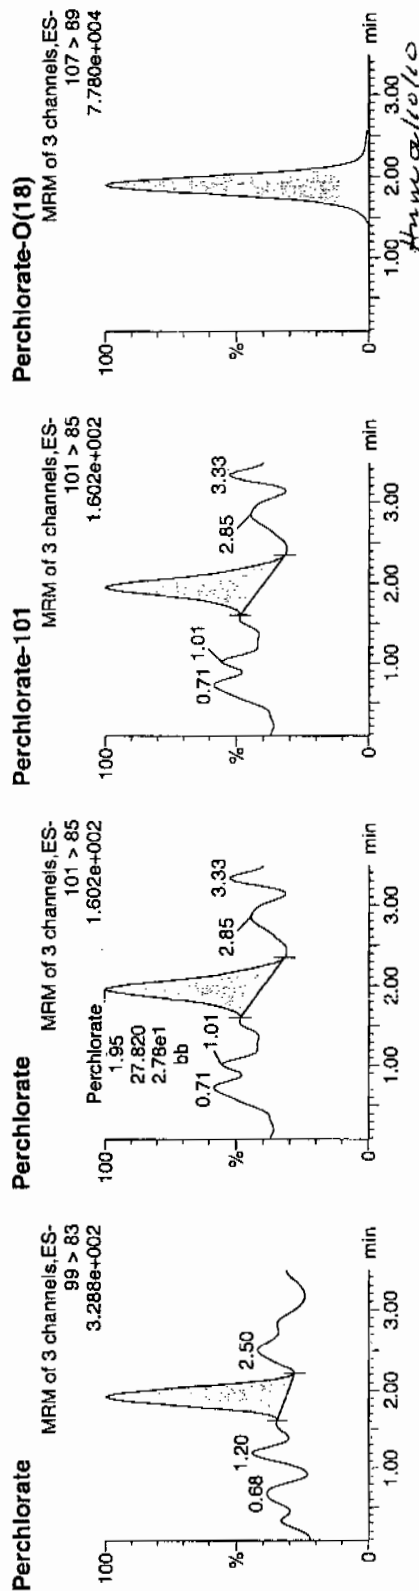 Perchlorate
MRM of 3 channels,ES-
99 > 83
3.288e+002
100
%
0
0.68
1.20
2.50
1.00
2.00
3.00
min
Perchlorate
MRM of 3 channels,ES-
101 > 85
1.602e+002
100
%
0
Perchlorate
1.95
27.820
2.78e1
bb
0.71
1.01
2.85
3.33
1.00
2.00
3.00
min
Perchlorate-101
MRM of 3 channels,ES-
101 > 85
1.602e+002
100
%
0
0.71
1.01
2.85
3.33
1.00
2.00
3.00
min
Perchlorate-O(18)
MRM of 3 channels,ES-
107 > 89
7.780e+004
100
%
0
1.00
2.00
3.00
min